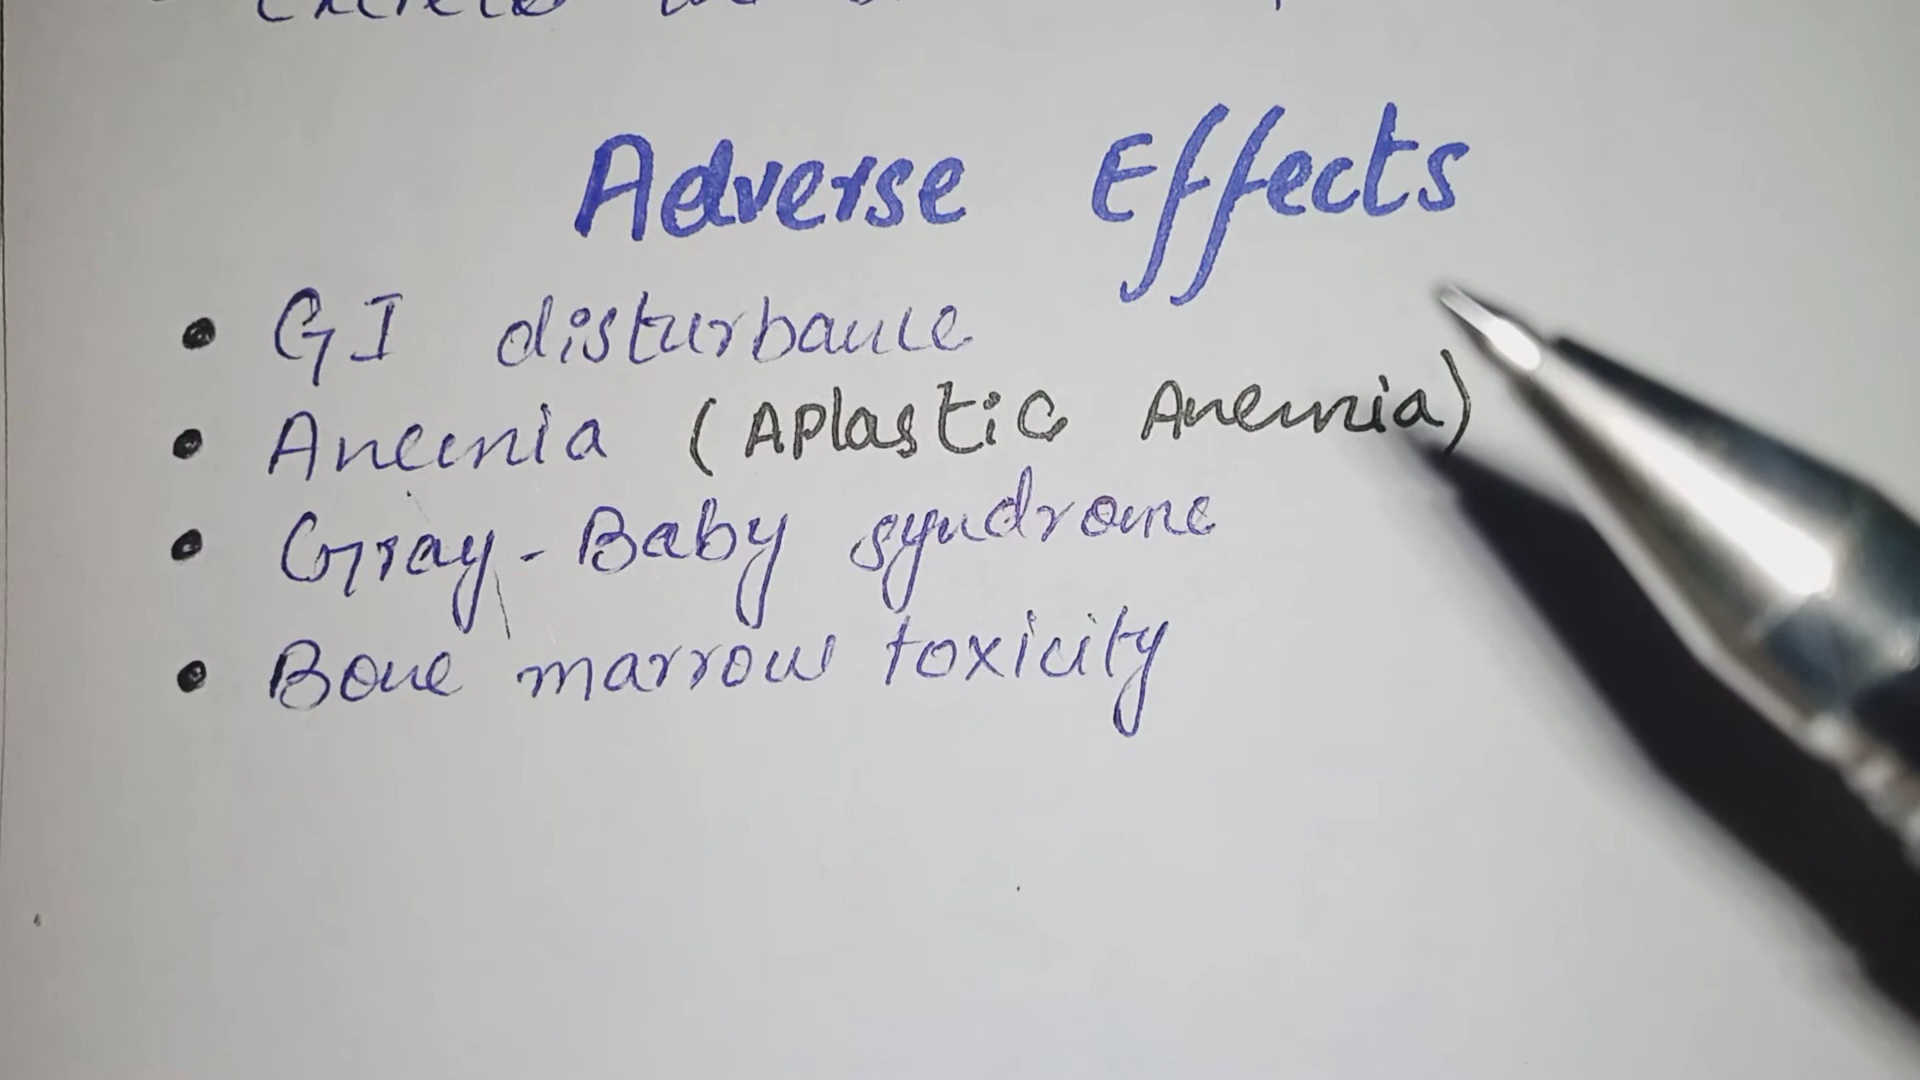 Adverse Effects
• GI disturbance
• Anemia (Aplastic Anemia)
• Gray-Baby syndrome
• Bone marrow toxicity